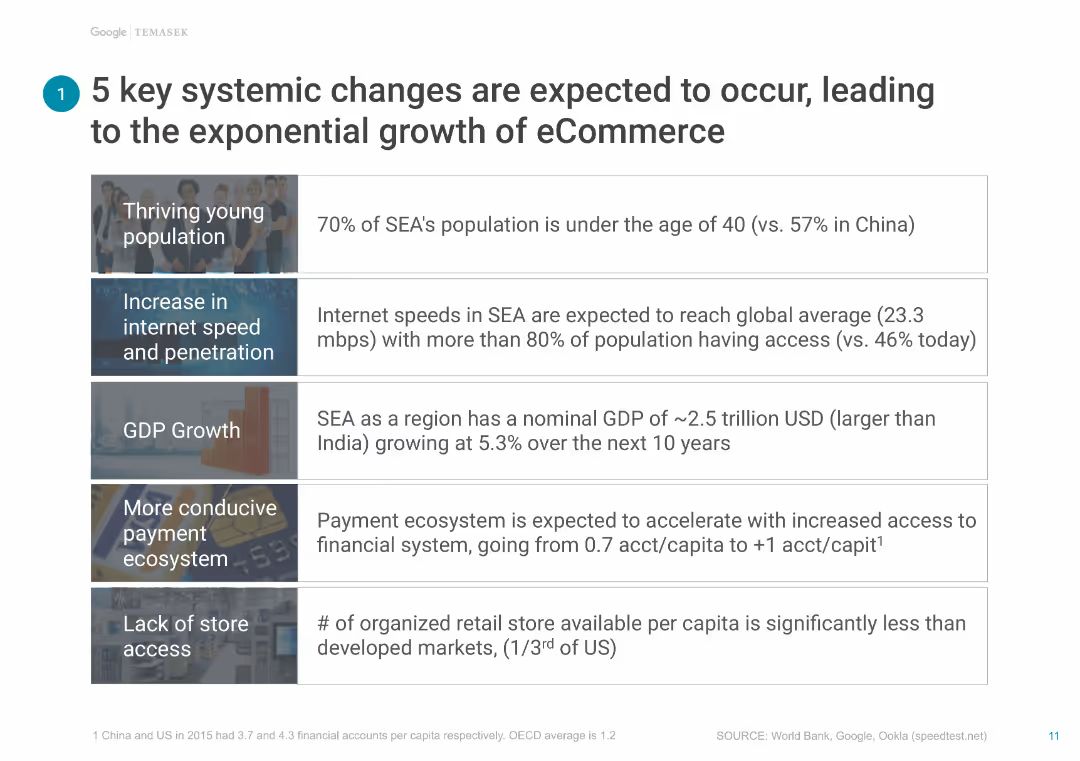 Google | TEMASEK
1
5 key systemic changes are expected to occur, leading
to the exponential growth of eCommerce
Thriving young
population
70% of SEA's population is under the age of 40 (vs. 57% in China)
Increase in
internet speed
and penetration
Internet speeds in SEA are expected to reach global average (23.3
mbps) with more than 80% of population having access (vs. 46% today)
GDP Growth
SEA as a region has a nominal GDP of ~2.5 trillion USD (larger than
India) growing at 5.3% over the next 10 years
More conducive
payment
ecosystem
Payment ecosystem is expected to accelerate with increased access to
financial system, going from 0.7 acct/capita to +1 acct/capit¹
Lack of store
access
# of organized retail store available per capita is significantly less than
developed markets, (1/3rd of US)
1 China and US in 2015 had 3.7 and 4.3 financial accounts per capita respectively. OECD average is 1.2
SOURCE: World Bank, Google, Ookla (speedtest.net)
11